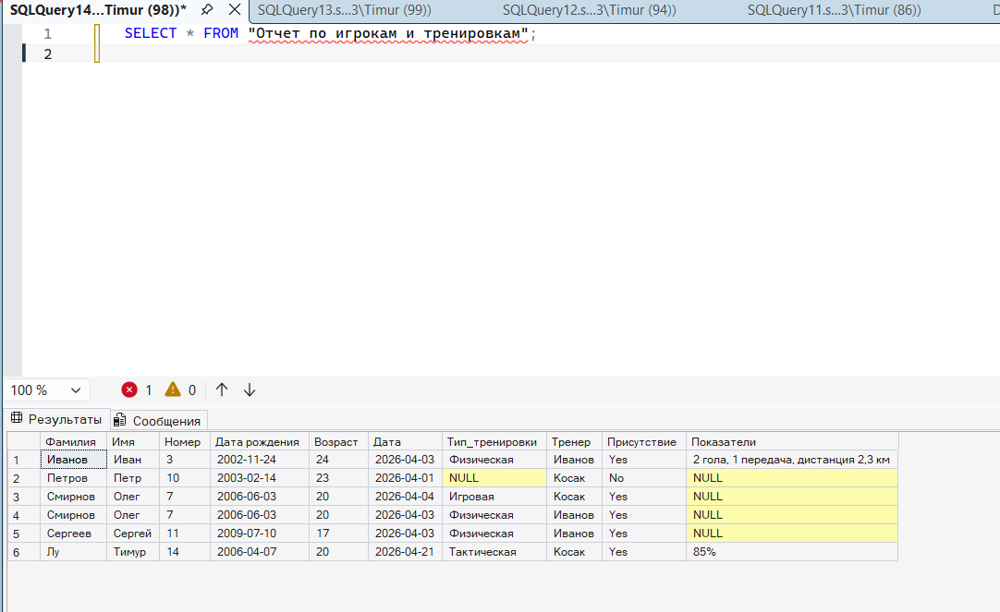 SQLQuery14...Timur (98))* SQLQuery13.s...3\Timur (99)) SQLQuery12.s...3\Timur (94)) SQLQuery11.s...3\Timur (86))
1 SELECT * FROM "Отчет по игрокам и тренировкам";
2
100 % 1 0
Результаты Сообщения
Фамилия Имя Номер Дата рождения Возраст Дата Тип_тренировки Тренер Присутствие Показатели
1 Иванов Иван 3 2002-11-24 24 2026-04-03 Физическая Иванов Yes 2 гола, 1 передача, дистанция 2,3 км
2 Петров Петр 10 2003-02-14 23 2026-04-01 NULL Косак No NULL
3 Смирнов Олег 7 2006-06-03 20 2026-04-04 Игровая Косак Yes NULL
4 Смирнов Олег 7 2006-06-03 20 2026-04-03 Физическая Иванов Yes NULL
5 Сергеев Сергей 11 2009-07-10 17 2026-04-03 Физическая Иванов Yes NULL
6 Лу Тимур 14 2006-04-07 20 2026-04-21 Тактическая Косак Yes 85%